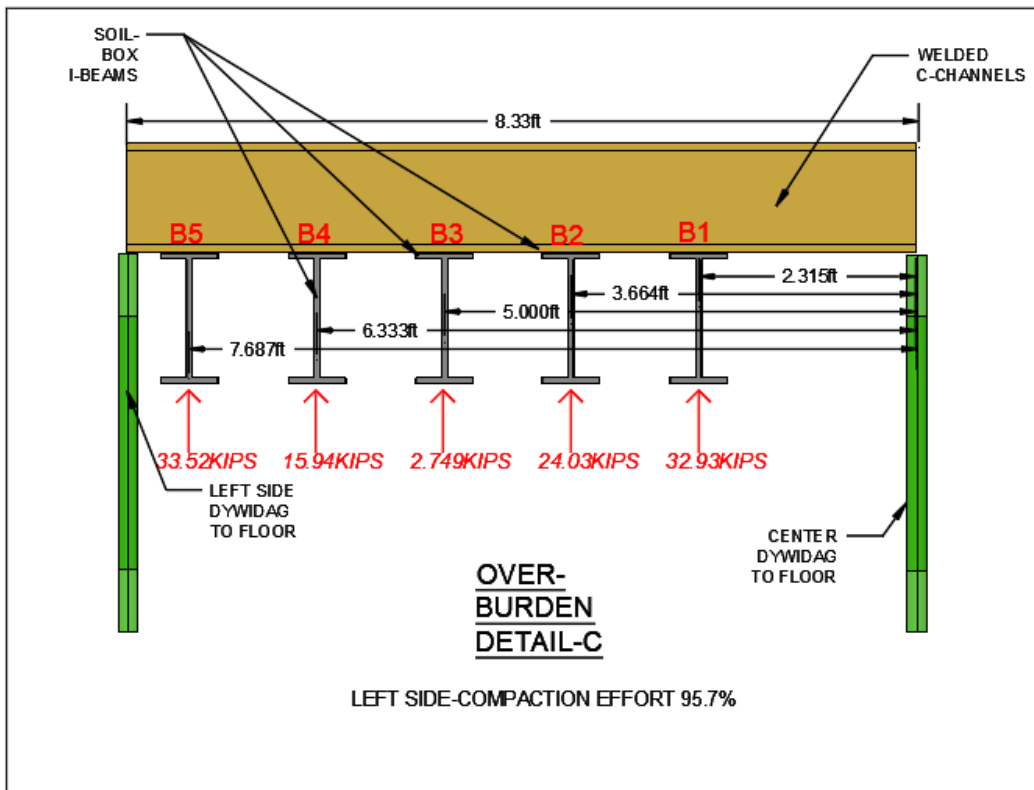 SOIL-
BOX
I-BEAMS
WELDED
C-CHANNELS
8.33ft
B5 B4 B3 B2 B1
2.315ft
3.664ft
5.000ft
6.333ft
7.687ft
33.52KIPS 15.94KIPS 2.749KIPS 24.03KIPS 32.93KIPS
LEFT SIDE
DYWIDAG
TO FLOOR
CENTER
DYWIDAG
TO FLOOR
OVER-
BURDEN
DETAIL-C
LEFT SIDE-COMPACTION EFFORT 95.7%